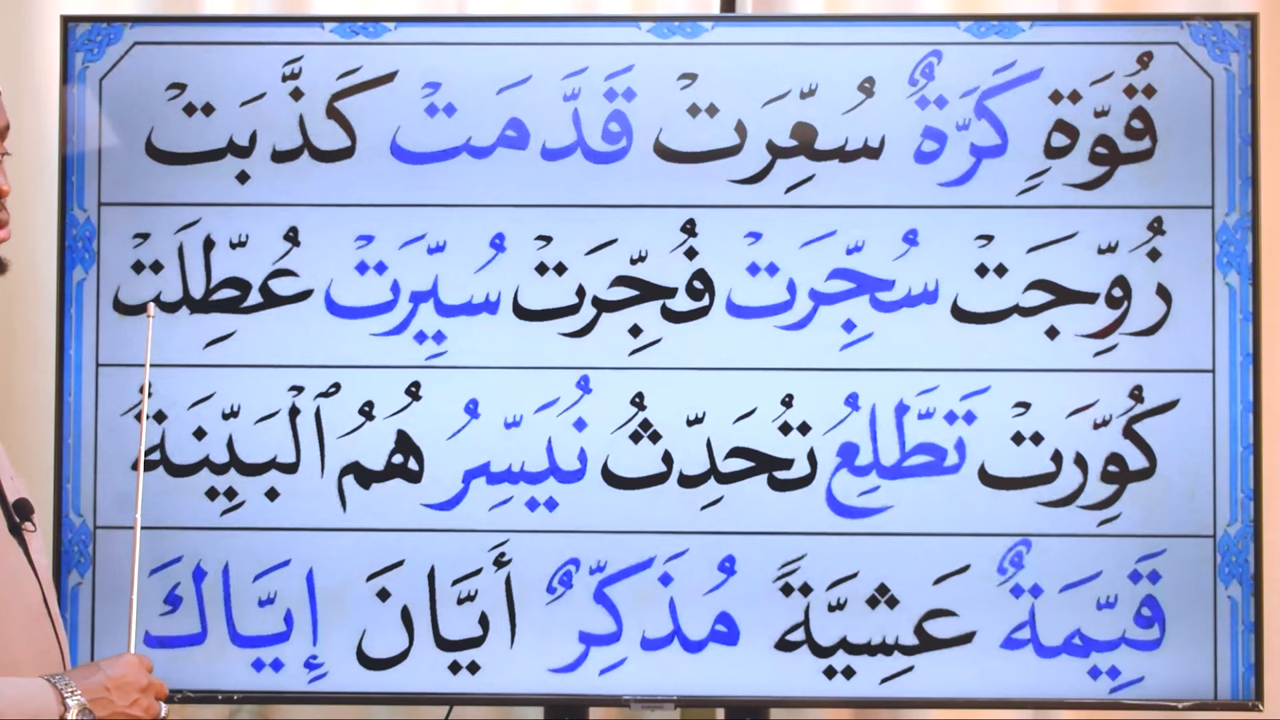 قُوَّةٍ كَرَّةٌ سُعِّرَتْ قَدَّمَتْ كَذَّبَتْ
زُوِّجَتْ سُجِّرَتْ فُجِّرَتْ سُيِّرَتْ عُطِّلَتْ
كُوِّرَتْ تَطَّلِعُ تُحَدِّثُ نُيَسِّرُ هُمُ ٱلْبَيِّنَةُ
قَيِّمَةٌ عَشِيَّةً مُذَكِّرٌ أَيَّانَ إِيَّاكَ